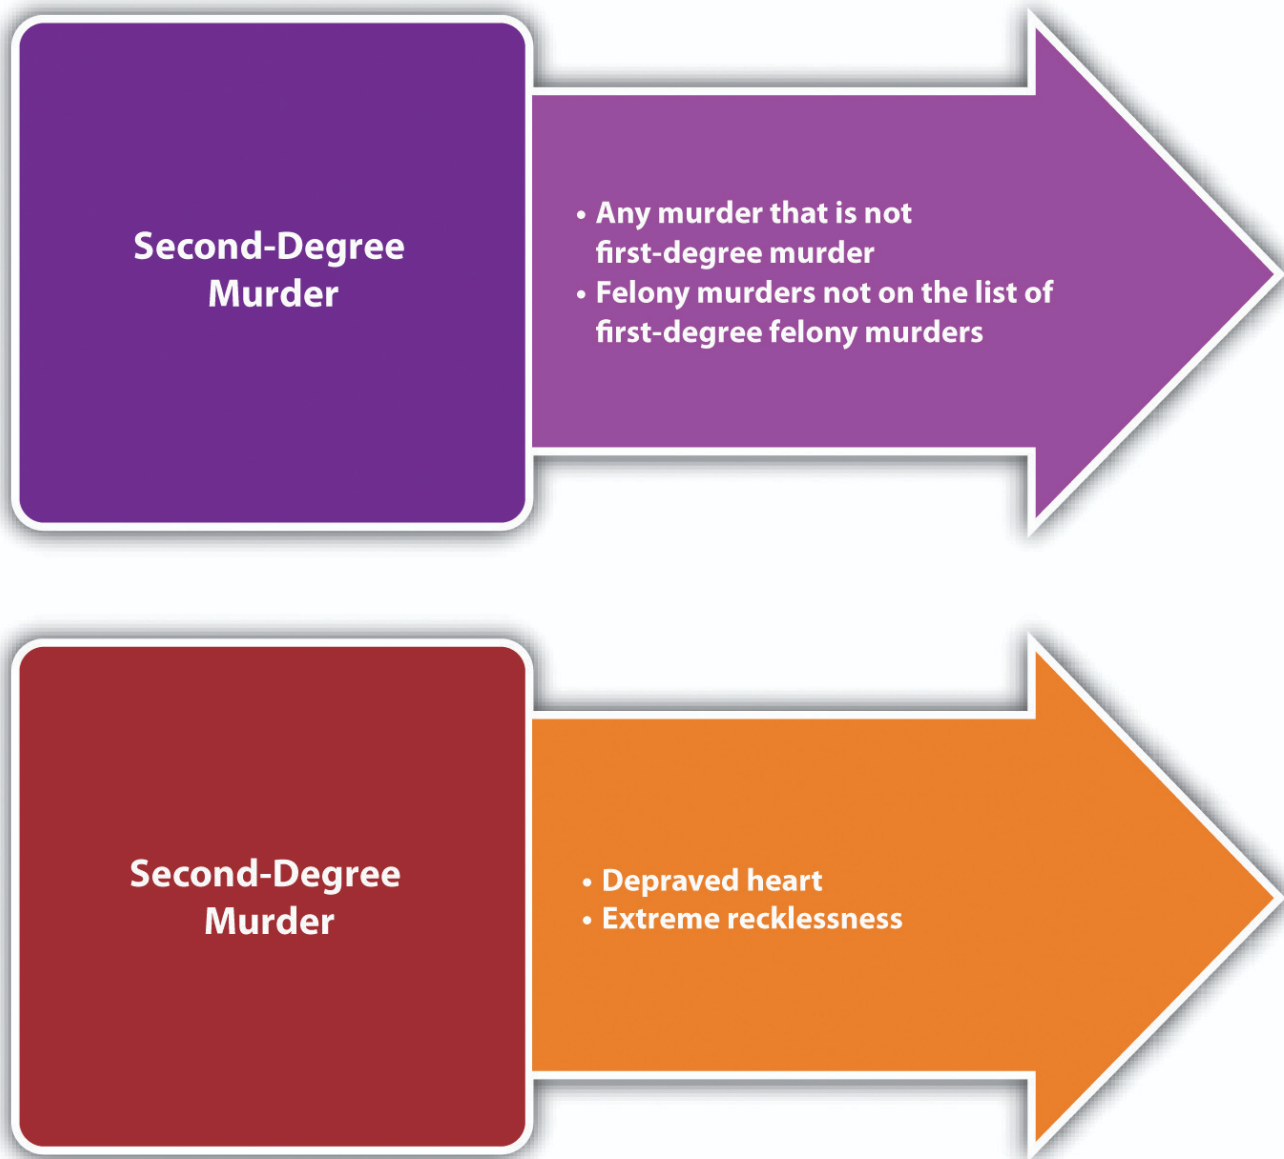 Second-Degree
Murder
• Any murder that is not
first-degree murder
• Felony murders not on the list of
first-degree felony murders
Second-Degree
Murder
• Depraved heart
• Extreme recklessness